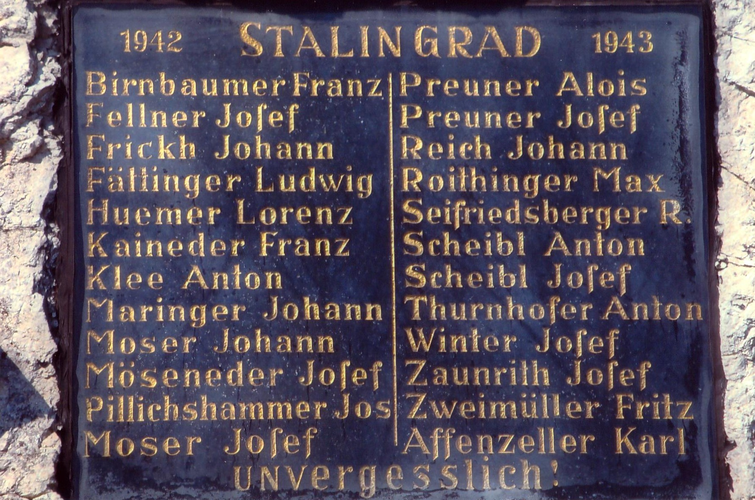 1942 STALINGRAD 1943
Birnbaumer Franz
Fellner Josef
Frickh Johann
Fättinger Ludwig
Huemer Lorenz
Kaineder Franz
Klee Anton
Maringer Johann
Moser Johann
Möseneder Josef
Pillichshammer Jos
Moser Josef
Preuner Alois
Preuner Josef
Reich Johann
Roithinger Max
Seifriedsberger R.
Scheibl Anton
Scheibl Josef
Thurnhofer Anton
Winter Josef
Zaunrith Josef
Zweimüller Fritz
Affenzeller Karl
UNVergesslich!